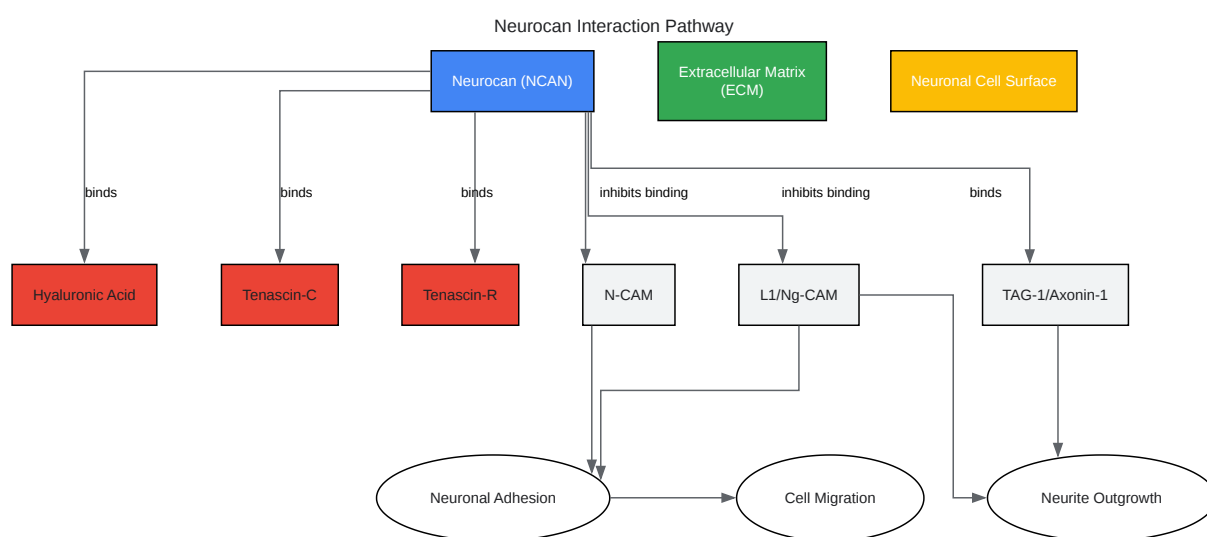 Neurocan Interaction Pathway
Neurocan (NCAN)
Extracellular Matrix
(ECM)
Neuronal Cell Surface
binds
binds
binds
inhibits binding
inhibits binding
binds
Hyaluronic Acid
Tenascin-C
Tenascin-R
N-CAM
L1/Ng-CAM
TAG-1/Axonin-1
Neuronal Adhesion
Cell Migration
Neurite Outgrowth